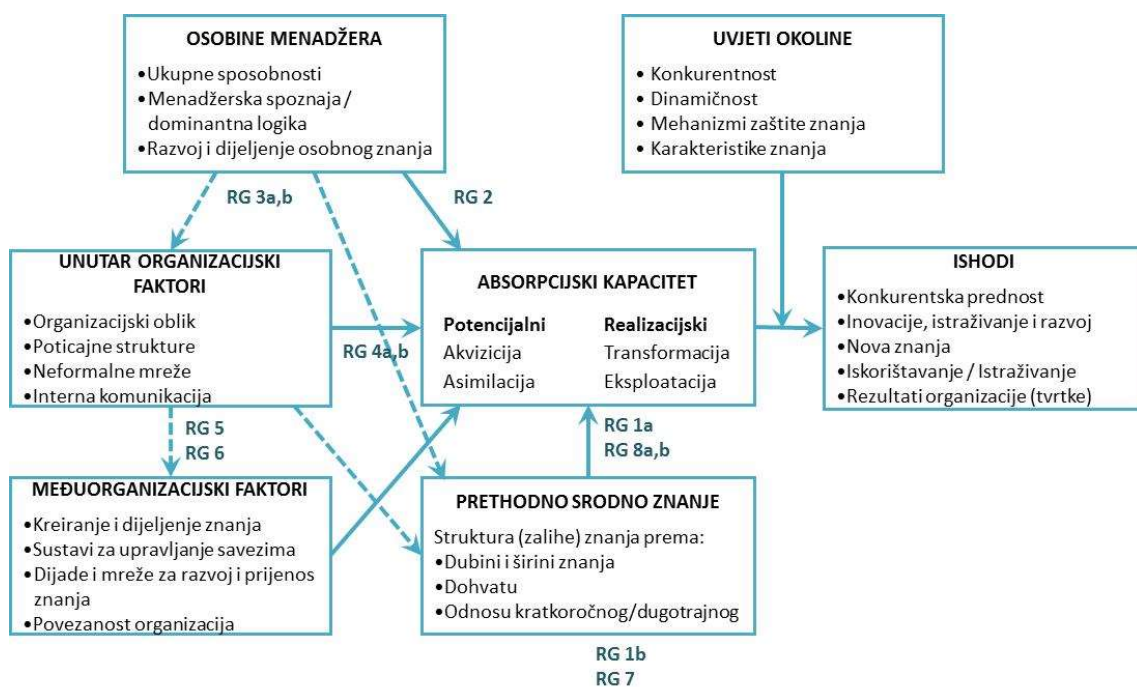 OSOBINE MENADŽERA
•Ukupne sposobnosti
•Menadžerska spoznaja /
dominantna logika
•Razvoj i dijeljenje osobnog znanja
UVJETI OKOLINE
• Konkurentnost
• Dinamičnost
• Mehanizmi zaštite znanja
• Karakteristike znanja
RG 3a,b
RG 2
UNUTAR ORGANIZACIJSKI
FAKTORI
•Organizacijski oblik
•Poticajne strukture
•Neformalne mreže
•Interna komunikacija
RG 4a,b
ABSORPCIJSKI KAPACITET
Potencijalni
Akvizicija
Asimilacija
Realizacijski
Transformacija
Eksploatacija
ISHODI
•Konkurentska prednost
•Inovacije, istraživanje i razvoj
•Nova znanja
•Iskorištavanje / Istraživanje
•Rezultati organizacije (tvrtke)
RG 5
RG 6
RG 1a
RG 8a,b
MEĐUORGANIZACIJSKI FAKTORI
•Kreiranje i dijeljenje znanja
•Sustavi za upravljanje savezima
•Dijade i mreže za razvoj i prijenos
znanja
•Povezanost organizacija
PRETHODNO SRODNO ZNANJE
Struktura (zalihe) znanja prema:
•Dubini i širini znanja
•Dohvatu
•Odnosu kratkoročnog/dugotrajnog
RG 1b
RG 7